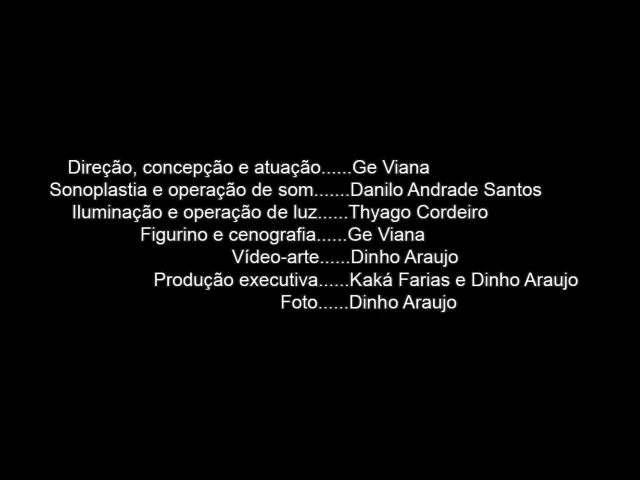 Direção, concepção e atuação......Ge Viana
Sonoplastia e operação de som.......Danilo Andrade Santos
Iluminação e operação de luz......Thyago Cordeiro
Figurino e cenografia......Ge Viana
Vídeo-arte......Dinho Araujo
Produção executiva......Kaká Farias e Dinho Araujo
Foto......Dinho Araujo